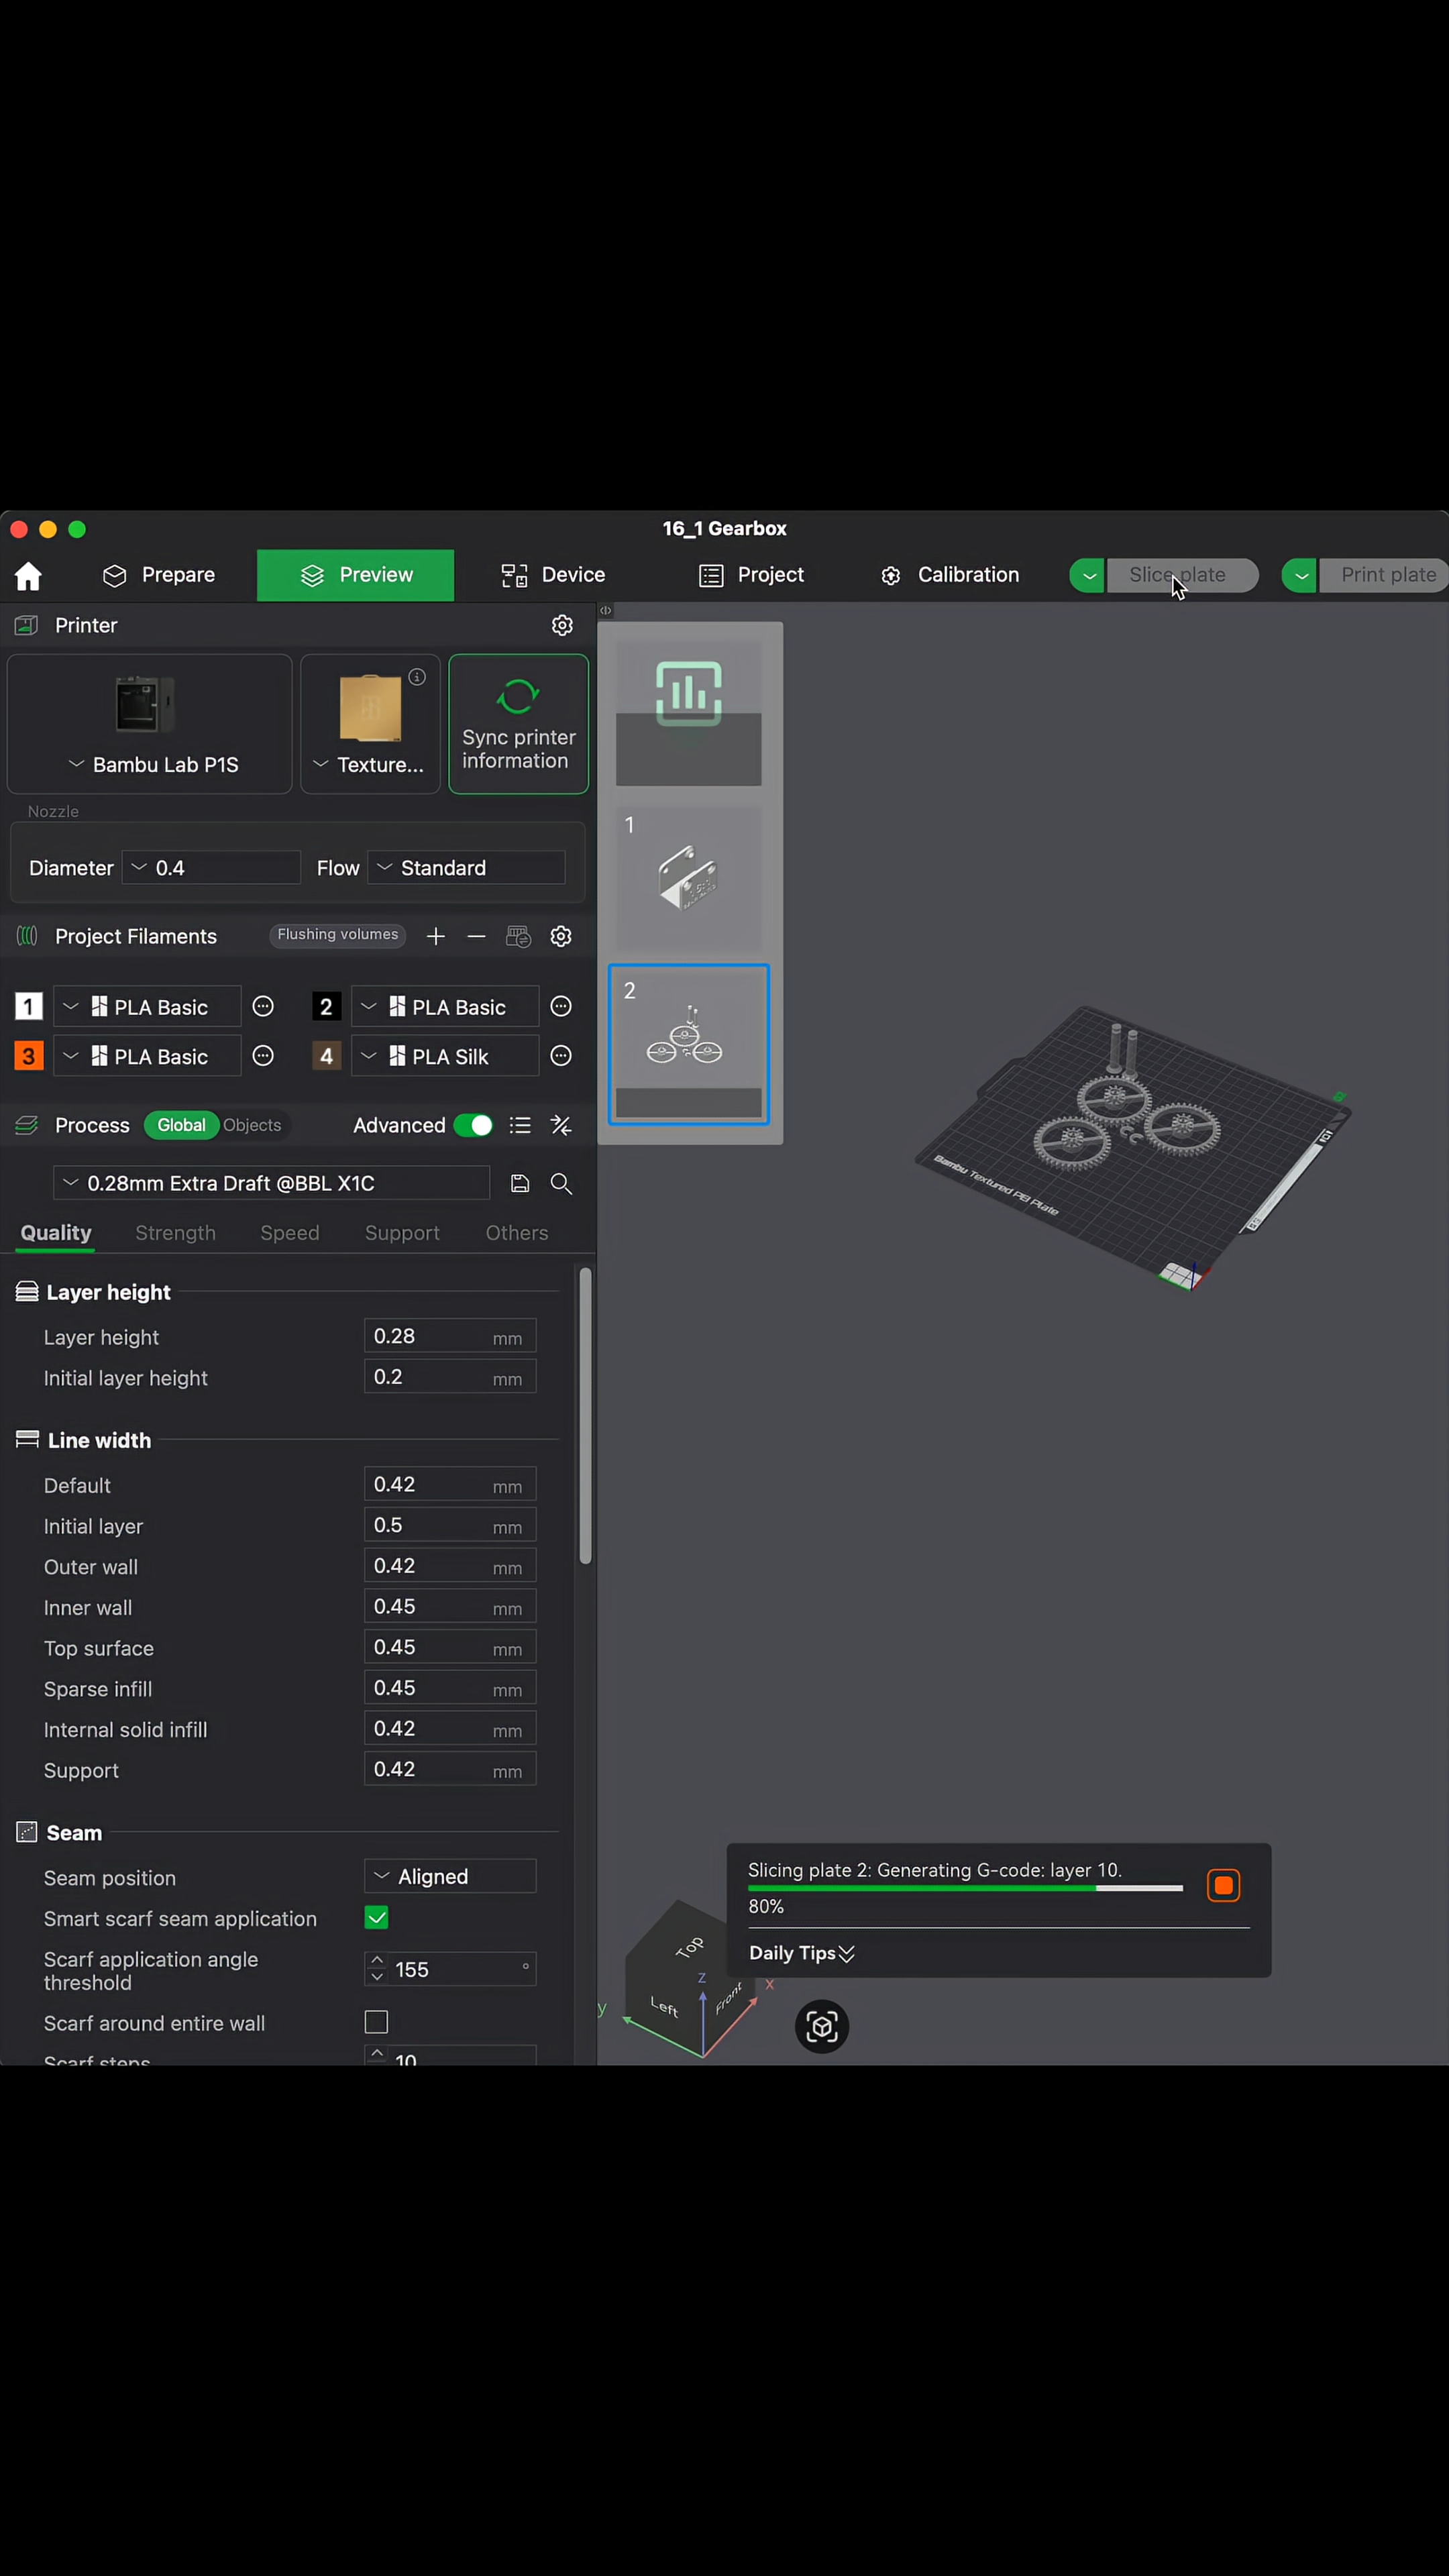 16_1 Gearbox
Prepare
Preview
Device
Project
Calibration
Slice plate
Print plate
Printer
Bambu Lab P1S
Texture...
Sync printer
information
Nozzle
Diameter
0.4
Flow
Standard
Project Filaments
Flushing volumes
1
PLA Basic
2
PLA Basic
3
PLA Basic
4
PLA Silk
Process
Global
Objects
Advanced
0.28mm Extra Draft @BBL X1C
Quality
Strength
Speed
Support
Others
Layer height
Layer height
0.28
mm
Initial layer height
0.2
mm
Line width
Default
0.42
mm
Initial layer
0.5
mm
Outer wall
0.42
mm
Inner wall
0.45
mm
Top surface
0.45
mm
Sparse infill
0.45
mm
Internal solid infill
0.42
mm
Support
0.42
mm
Seam
Seam position
Aligned
Smart scarf seam application
Scarf application angle
threshold
155
°
Scarf around entire wall
Scarf steps
10
1
2
Bambu Textured PEI Plate
Slicing plate 2: Generating G-code: layer 10.
80%
Daily Tips
Top
Left
Front
z
x
y